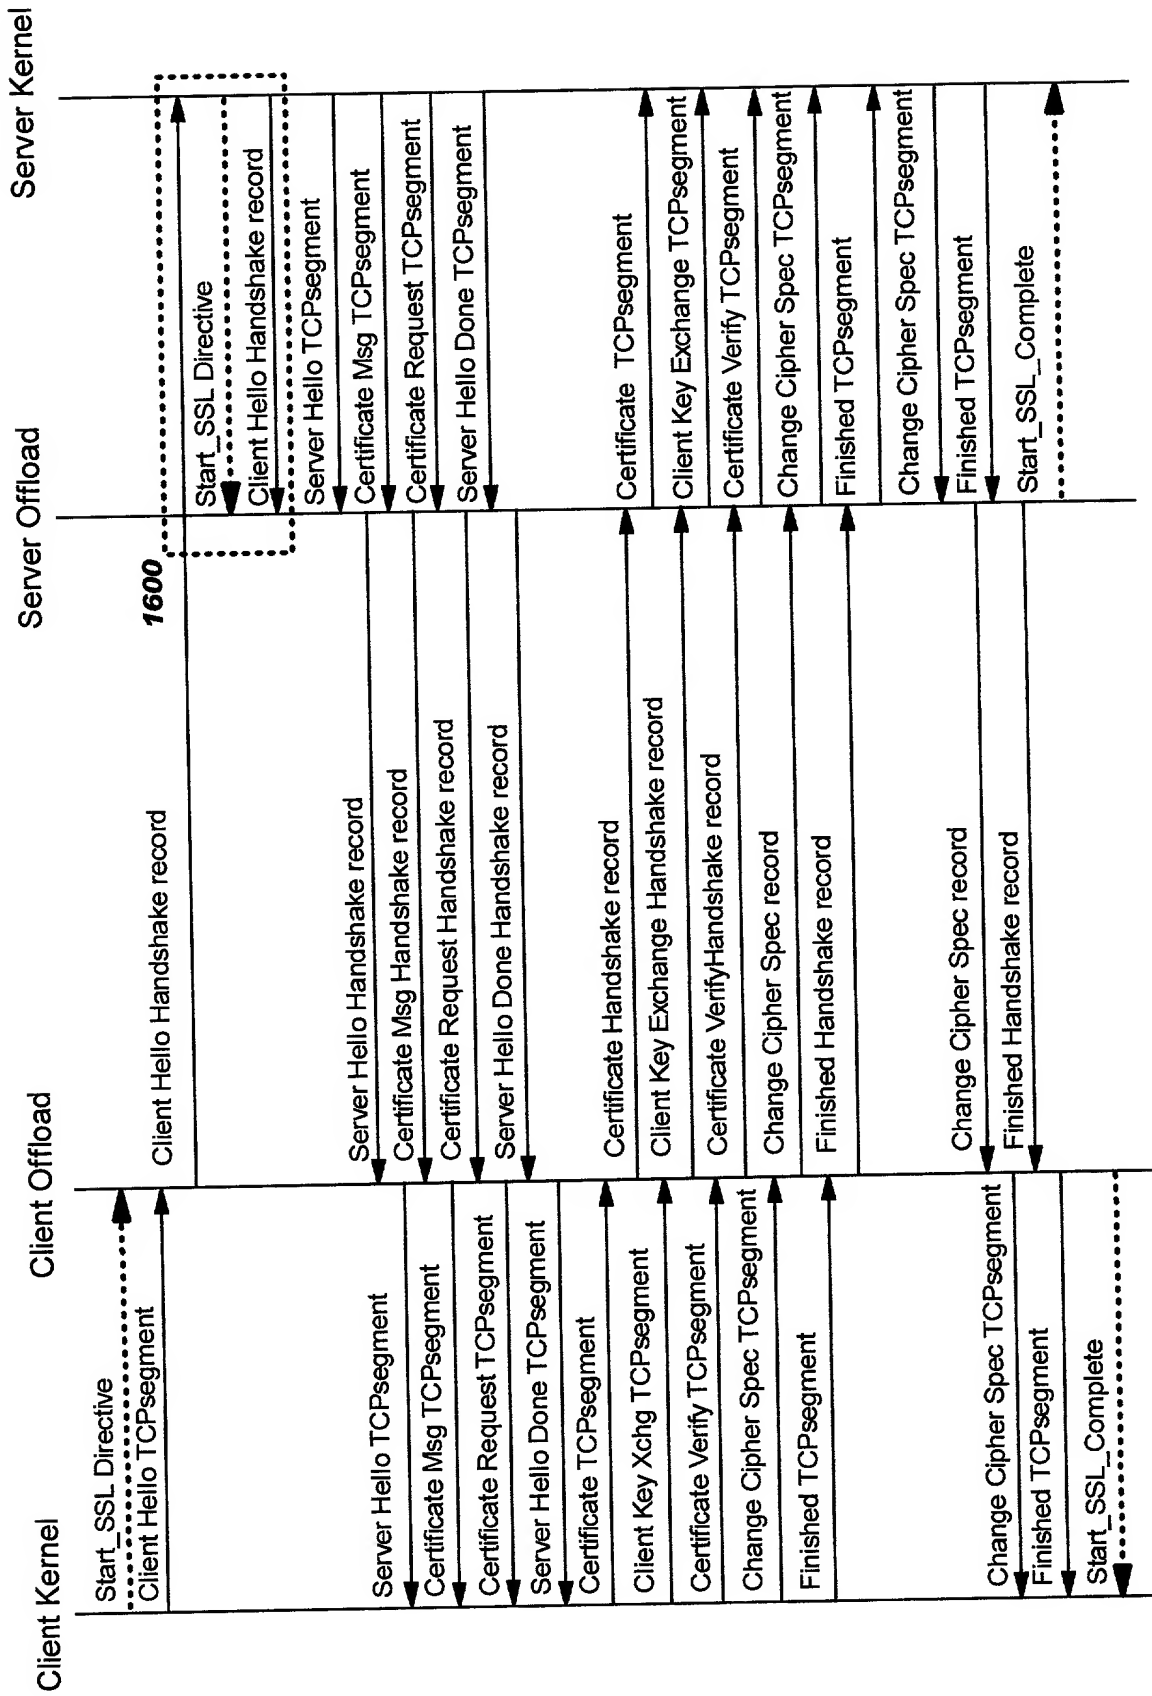 Client Kernel
Client Offload
Server Offload
Server Kernel
Start_SSL Directive
Client Hello TCPsegment
Client Hello Handshake record
1600
Start_SSL Directive
Client Hello Handshake record
Server Hello TCPsegment
Certificate Msg TCPsegment
Certificate Request TCPsegment
Server Hello Done TCPsegment
Server Hello Handshake record
Certificate Msg Handshake record
Certificate Request Handshake record
Server Hello Done Handshake record
Server Hello TCPsegment
Certificate Msg TCPsegment
Certificate Request TCPsegment
Server Hello Done TCPsegment
Certificate TCPsegment
Client Key Xchg TCPsegment
Certificate Verify TCPsegment
Change Cipher Spec TCPsegment
Finished TCPsegment
Certificate Handshake record
Client Key Exchange Handshake record
Certificate VerifyHandshake record
Change Cipher Spec record
Finished Handshake record
Certificate TCPsegment
Client Key Exchange TCPsegment
Certificate Verify TCPsegment
Change Cipher Spec TCPsegment
Finished TCPsegment
Change Cipher Spec TCPsegment
Finished TCPsegment
Start_SSL_Complete
Change Cipher Spec record
Finished Handshake record
Change Cipher Spec TCPsegment
Finished TCPsegment
Start_SSL_Complete